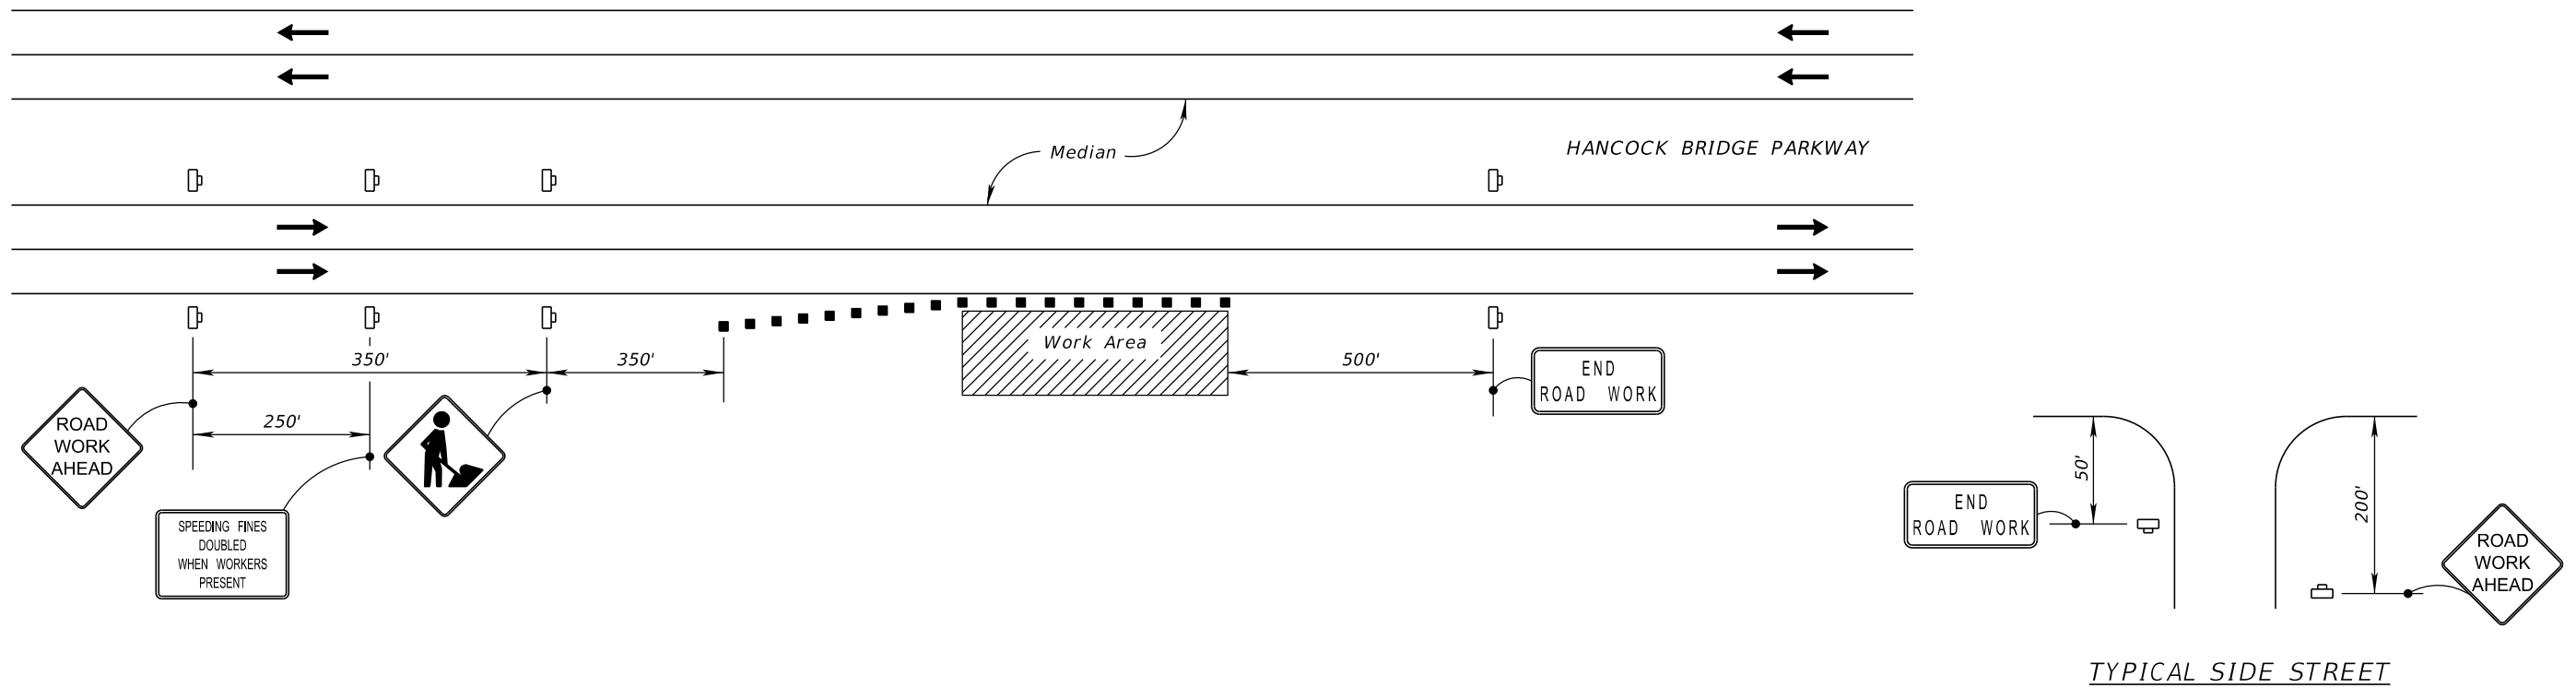 Median
HANCOCK BRIDGE PARKWAY
350'
350'
Work Area
500'
END
ROAD WORK
250'
ROAD
WORK
AHEAD
SPEEDING FINES
DOUBLED
WHEN WORKERS
PRESENT
50'
200'
END
ROAD WORK
ROAD
WORK
AHEAD
TYPICAL SIDE STREET